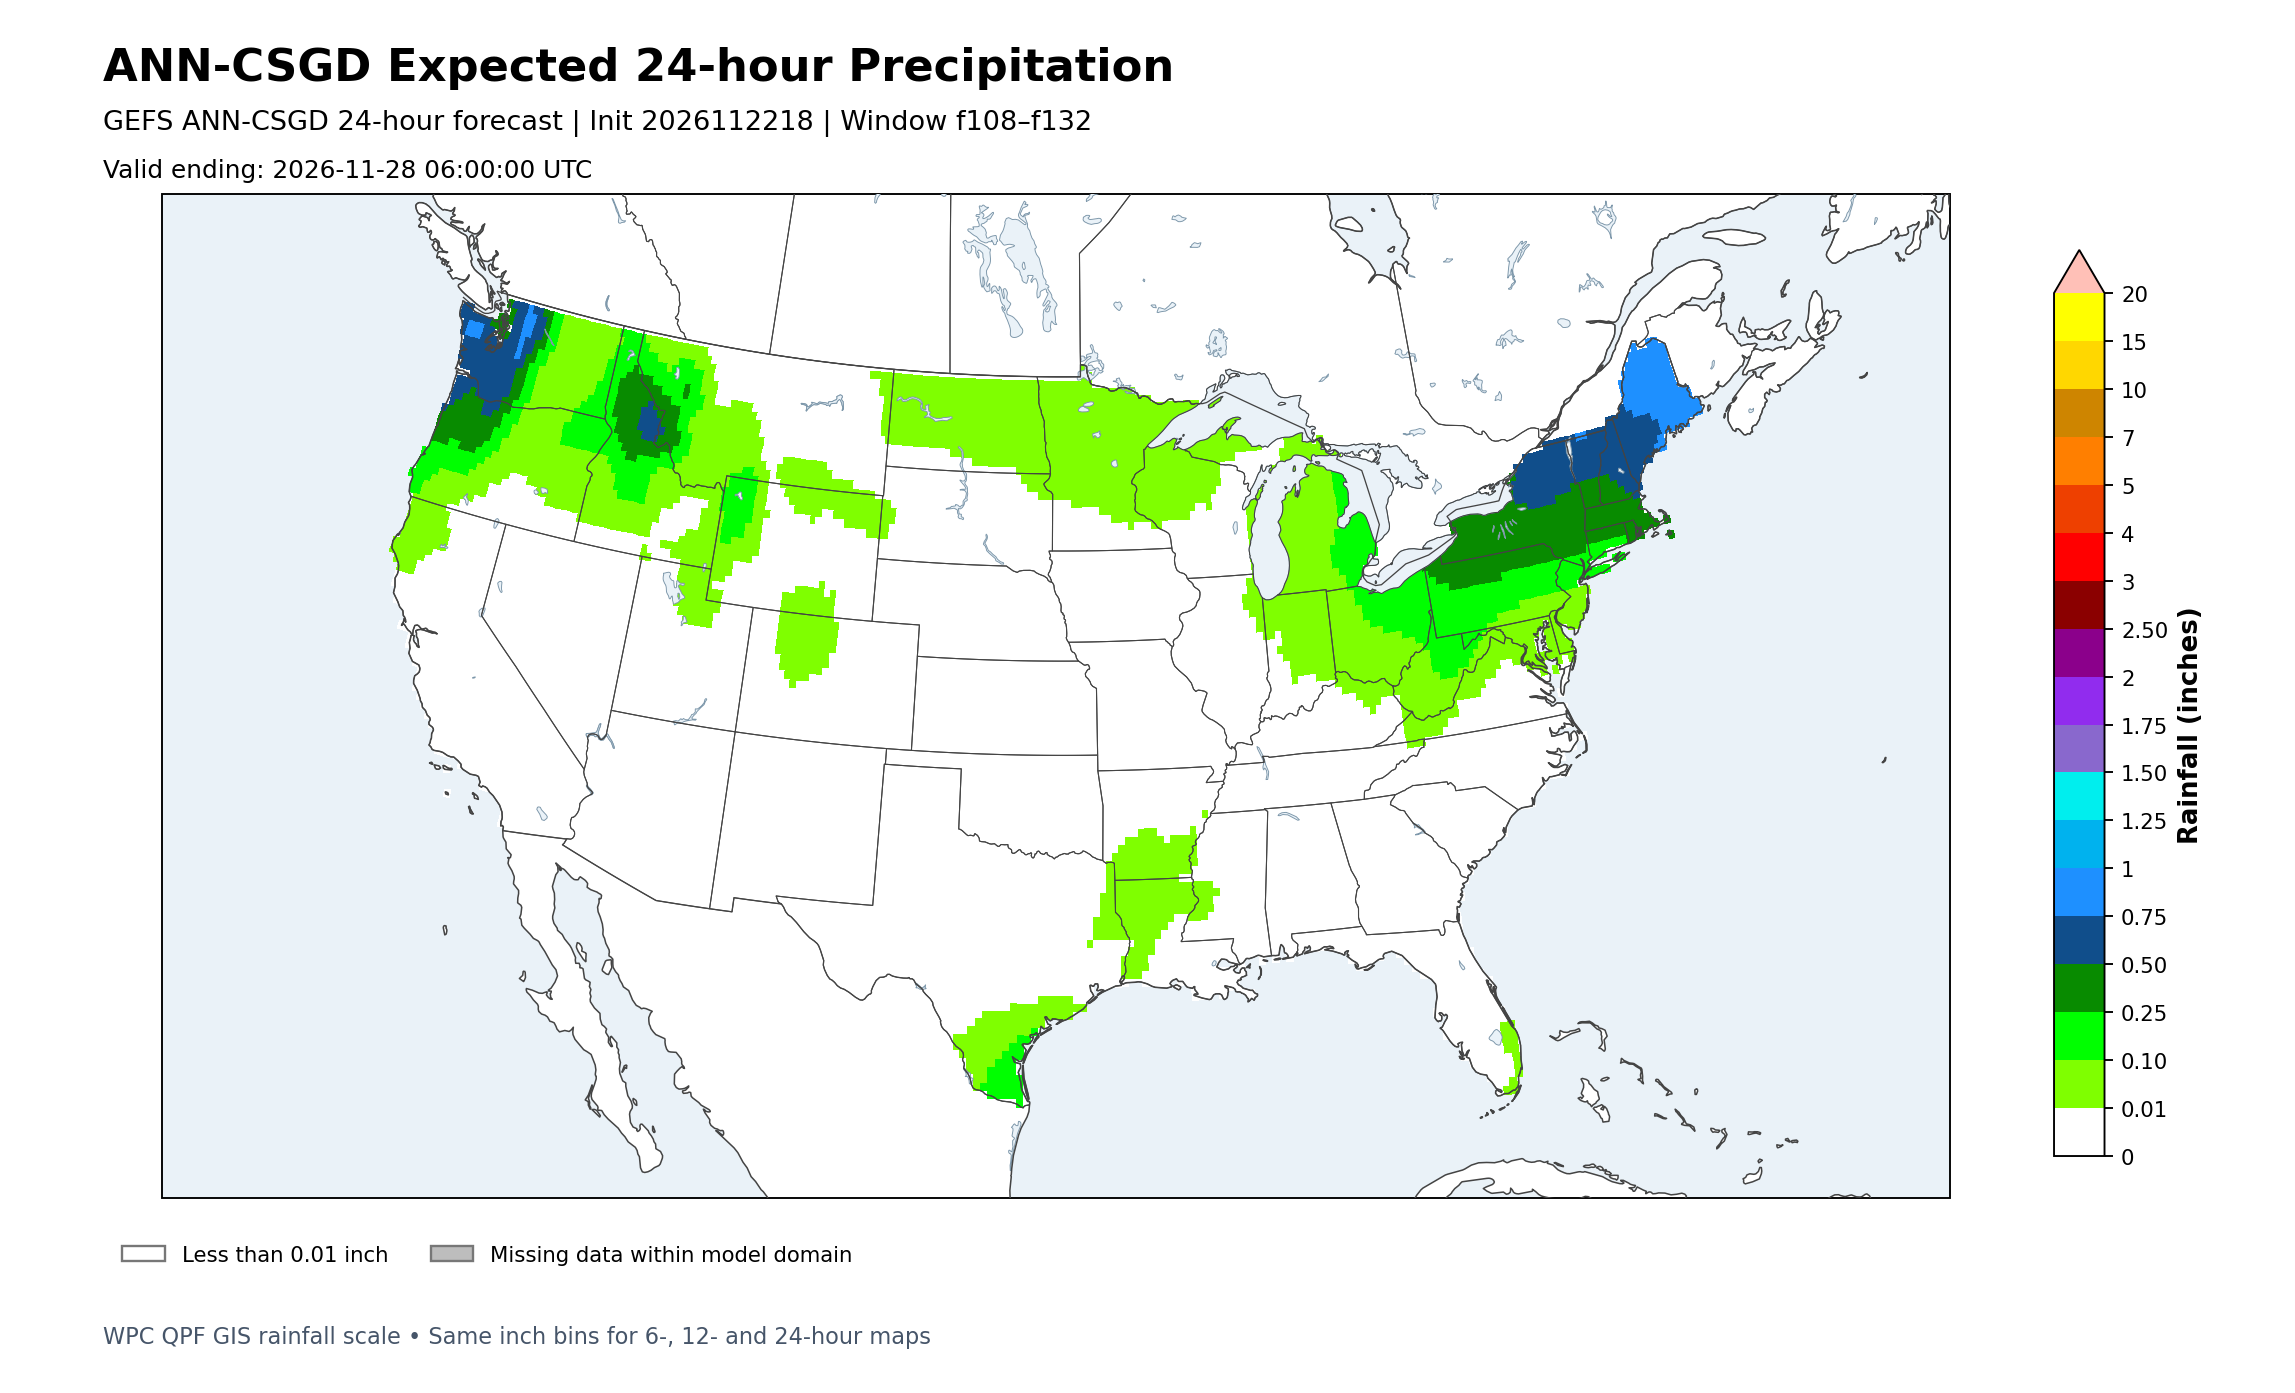 ANN-CSGD Expected 24-hour Precipitation
GEFS ANN-CSGD 24-hour forecast | Init 2026112218 | Window f108–f132
Valid ending: 2026-11-28 06:00:00 UTC
20
15
10
7
5
4
3
2.50
2
1.75
1.50
1.25
1
0.75
0.50
0.25
0.10
0.01
0
Rainfall (inches)
Less than 0.01 inch
Missing data within model domain
WPC QPF GIS rainfall scale • Same inch bins for 6-, 12- and 24-hour maps